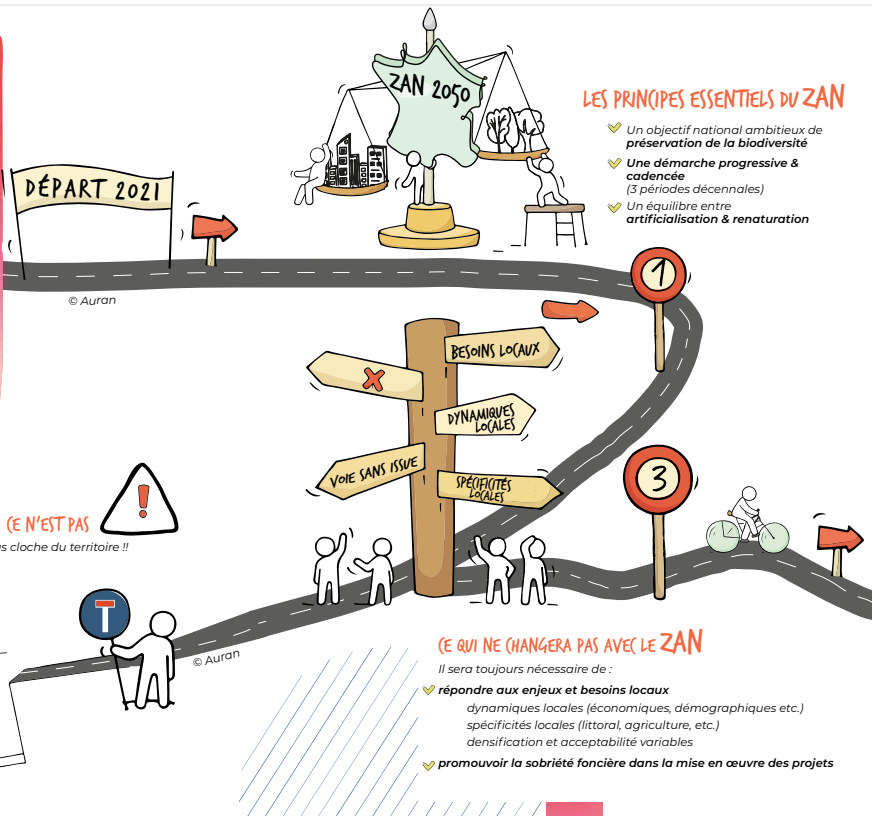 ZAN 2050
LES PRINCIPES ESSENTIELS DU ZAN
Un objectif national ambitieux de
préservation de la biodiversité
Une démarche progressive &
cadencée
(3 périodes décennales)
Un équilibre entre
artificialisation & renaturation
DÉPART 2021
© Auran
1
BESOINS LOCAUX
X
DYNAMIQUES
LOCALES
VOIE SANS ISSUE
SPÉCIFICITÉS
LOCALES
3
!
CE N'EST PAS
cloche du territoire !!
© Auran
CE QUI NE CHANGERA PAS AVEC LE ZAN
Il sera toujours nécessaire de :
répondre aux enjeux et besoins locaux
dynamiques locales (économiques, démographiques etc.)
spécificités locales (littoral, agriculture, etc.)
densification et acceptabilité variables
promouvoir la sobriété foncière dans la mise en œuvre des projets